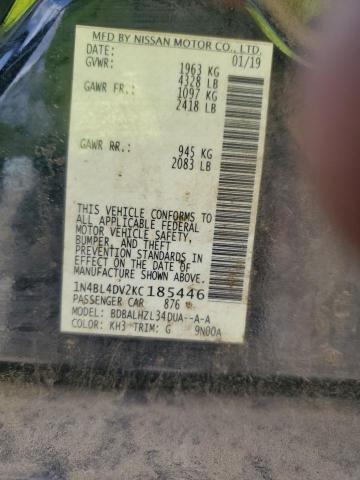 MFD BY NISSAN MOTOR CO., LTD.
DATE: 01/19
GVWR: 1963 KG
4328 LB
GAWR FR: 1097 KG
2418 LB
GAWR RR.: 945 KG
2083 LB
THIS VEHICLE CONFORMS TO
ALL APPLICABLE FEDERAL
MOTOR VEHICLE SAFETY,
BUMPER, AND THEFT
PREVENTION STANDARDS IN
EFFECT ON THE DATE OF
MANUFACTURE SHOWN ABOVE.
1N4BL4DV2KC185446
PASSENGER CAR 876
MODEL: BDBALHZL34DUA--A-A
COLOR: KH3 TRIM: G 9N00A